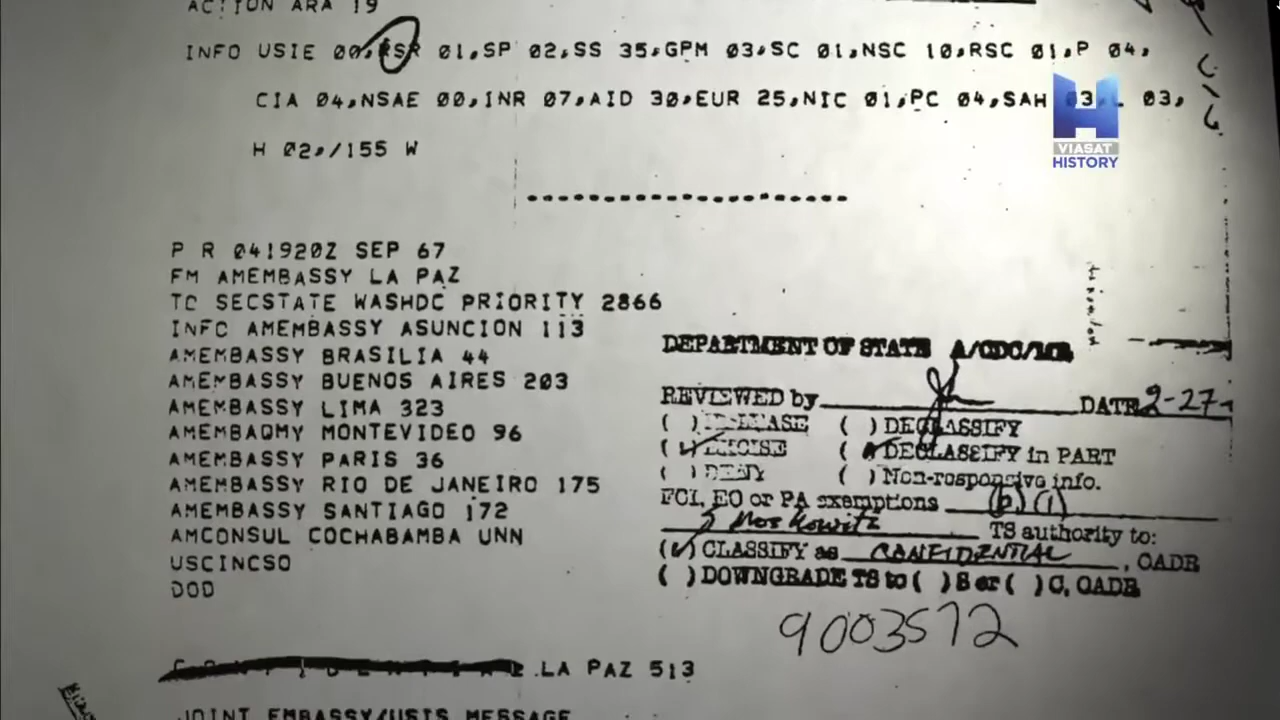 ACTION ARA 19
INFO USIE 00,RSR 01,SP 02,SS 35,GPM 03,SC 01,NSC 10,RSC 01,P 04,
CIA 04,NSAE 00,INR 07,AID 30,EUR 25,NIC 01,PC 04,SAH 03,L 03,
H 02,/155 W
VIASAT
HISTORY
P R 041920Z SEP 67
FM AMEMBASSY LA PAZ
TO SECSTATE WASHDC PRIORITY 2866
INFO AMEMBASSY ASUNCION 113
AMEMBASSY BRASILIA 44
AMEMBASSY BUENOS AIRES 203
AMEMBASSY LIMA 323
AMEMBAQMY MONTEVIDEO 96
AMEMBASSY PARIS 36
AMEMBASSY RIO DE JANEIRO 175
AMEMBASSY SANTIAGO 172
AMCONSUL COCHABAMBA UNN
USCINCSO
DOD
DEPARTMENT OF STATE A/CDC/MR
REVIEWED by DATE 2-27-
( ) RELEASE ( ) DECLASSIFY
(✓) EXCISE (✓) DECLASSIFY in PART
( ) DENY ( ) Non-responsive info.
FOI, EO or PA exemptions (b)(1)
TS authority to:
(✓) CLASSIFY as CONFIDENTIAL, OADR
( ) DOWNGRADE TS to ( ) S or ( ) C, OADR
9003572
LA PAZ 513
JOINT EMBASSY/USIS MESSAGE